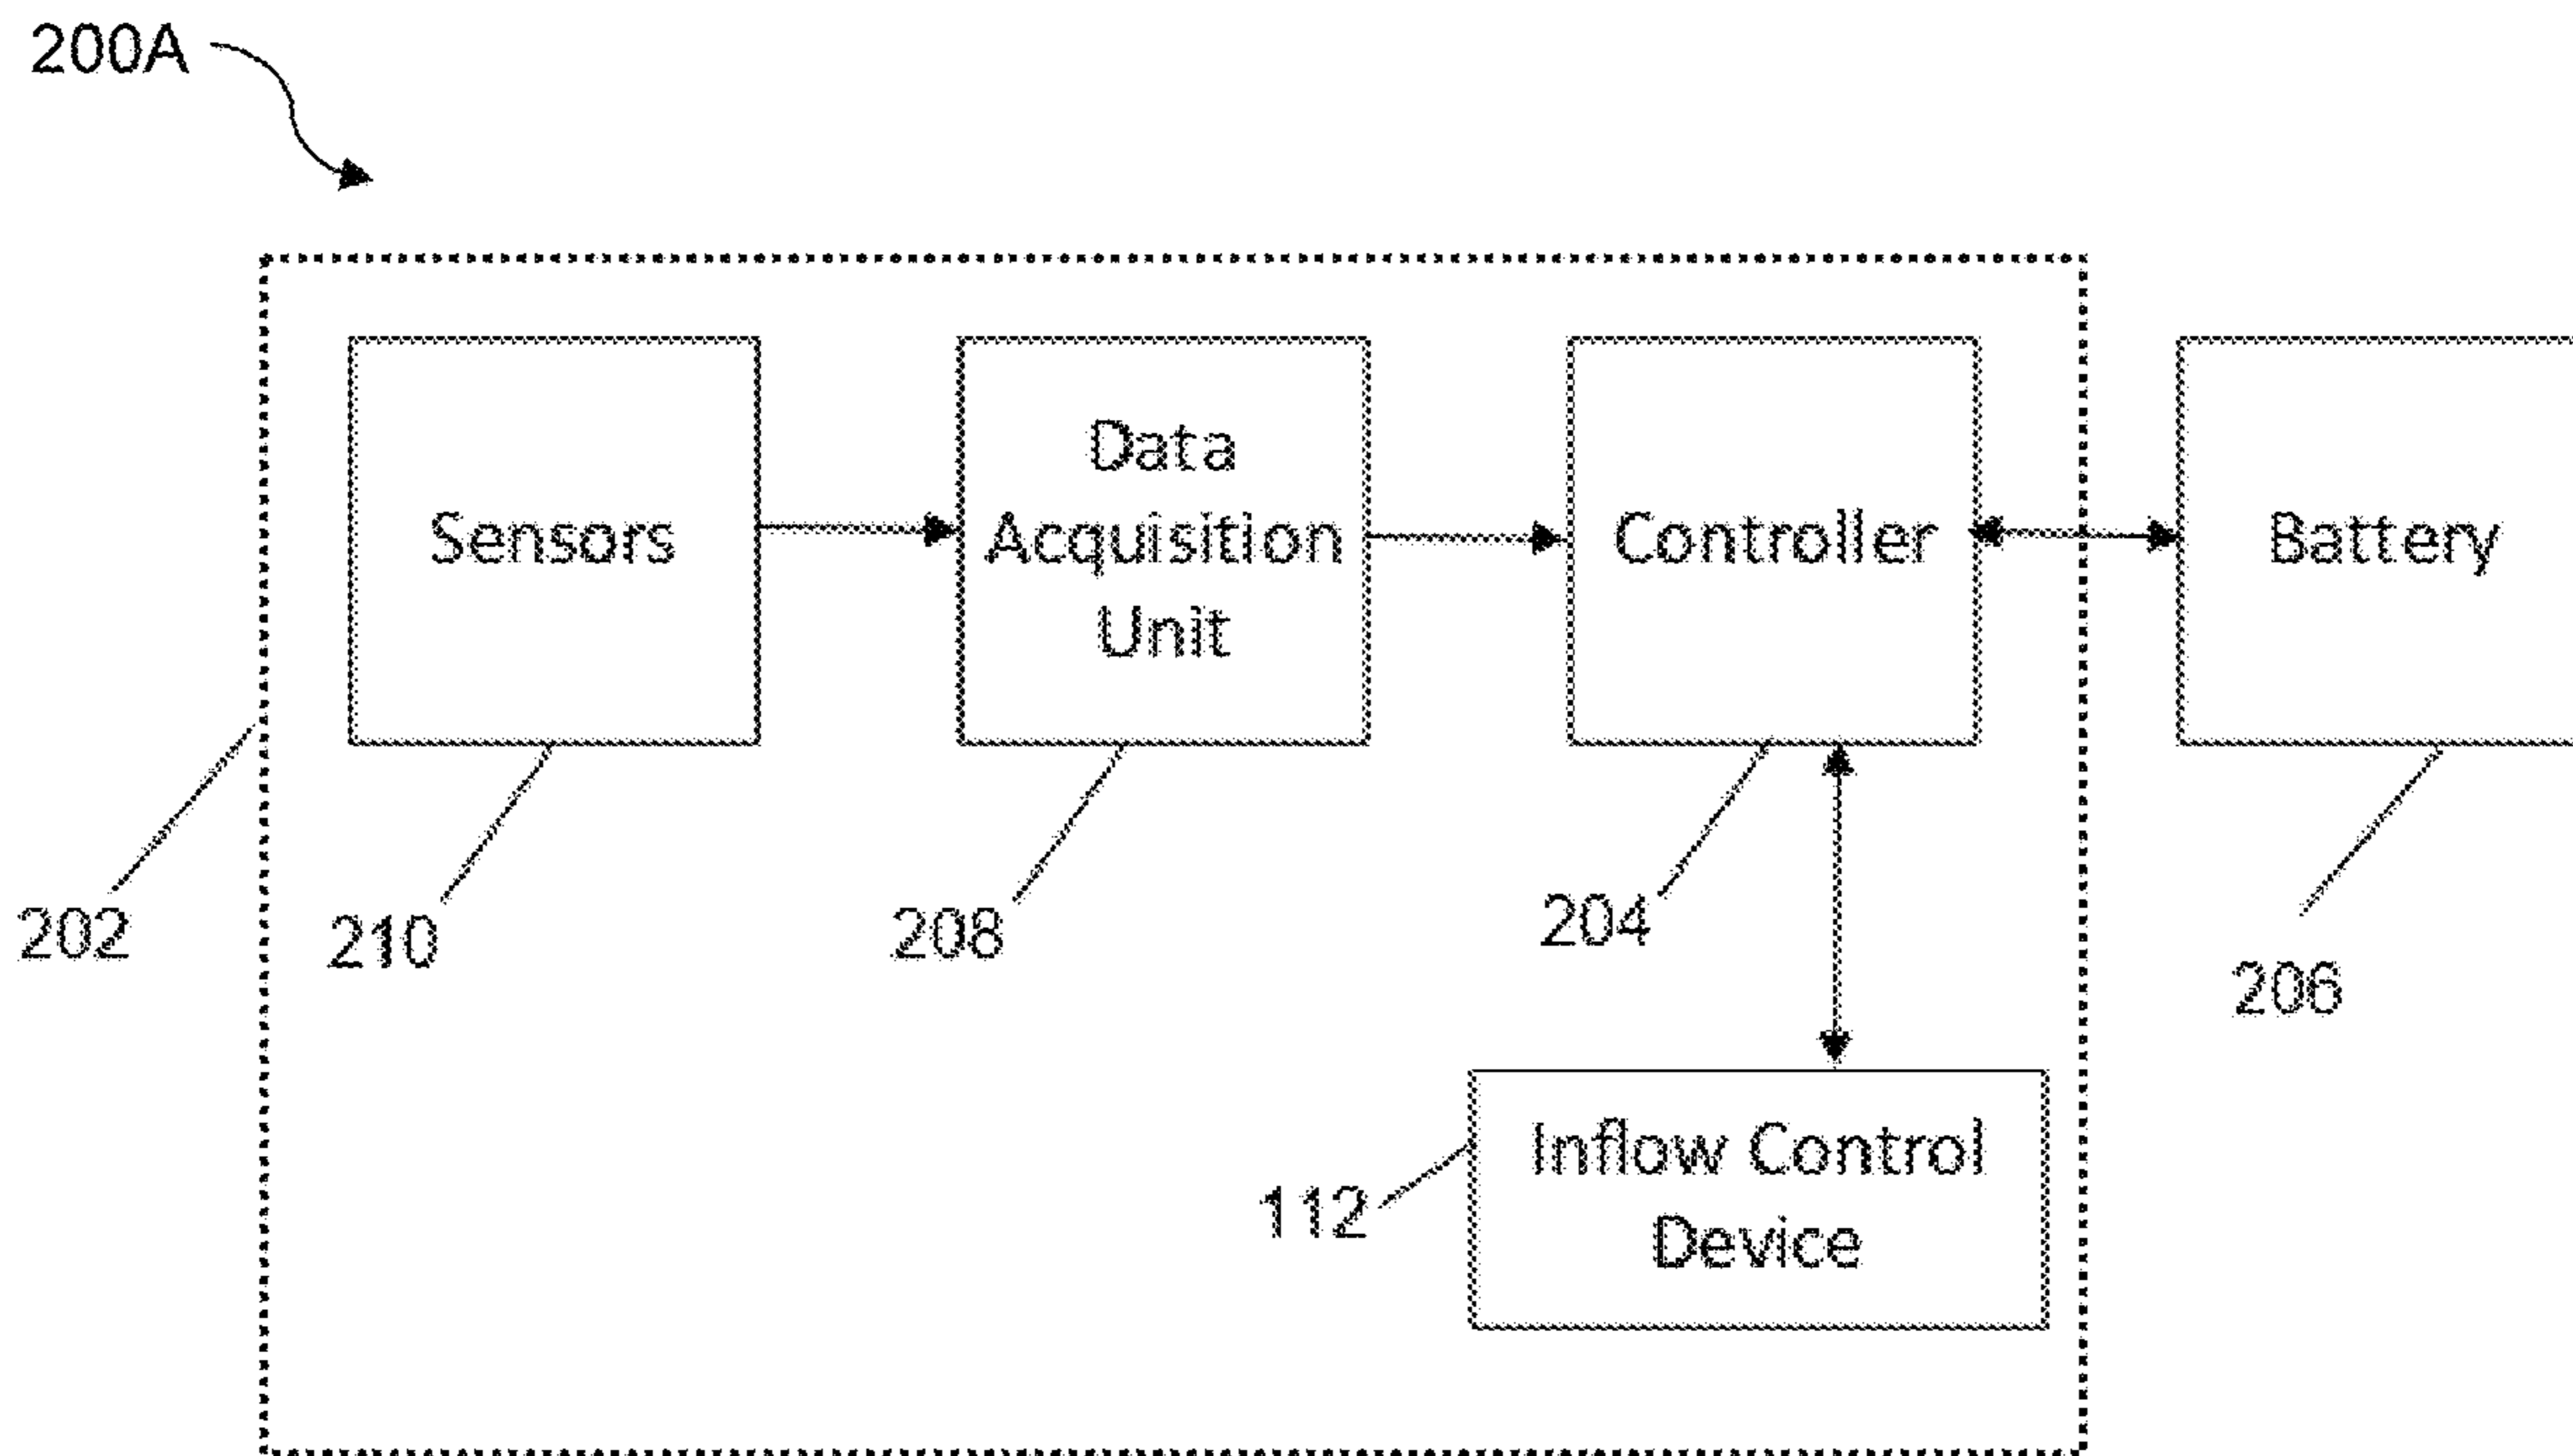 200A
Sensors
Data
Acquisition
Unit
Controller
Battery
202
210
208
204
206
Inflow Control
Device
112